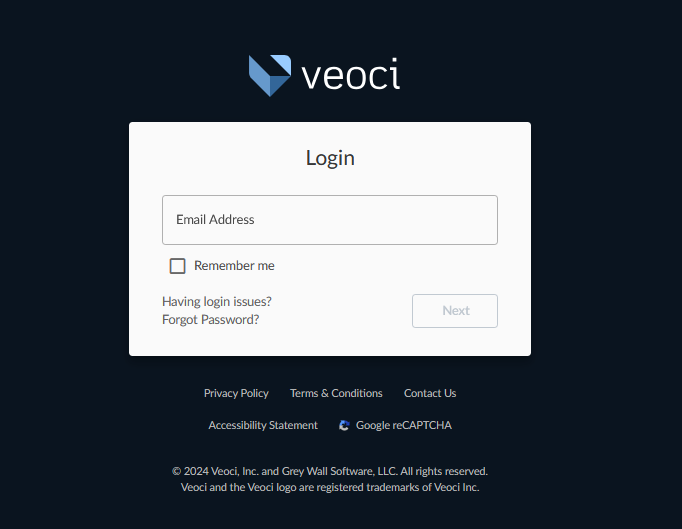 veoci
Login
Email Address
Remember me
Having login issues?
Forgot Password?
Next
Privacy Policy Terms & Conditions Contact Us
Accessibility Statement Google reCAPTCHA
© 2024 Veoci, Inc. and Grey Wall Software, LLC. All rights reserved.
Veoci and the Veoci logo are registered trademarks of Veoci Inc.